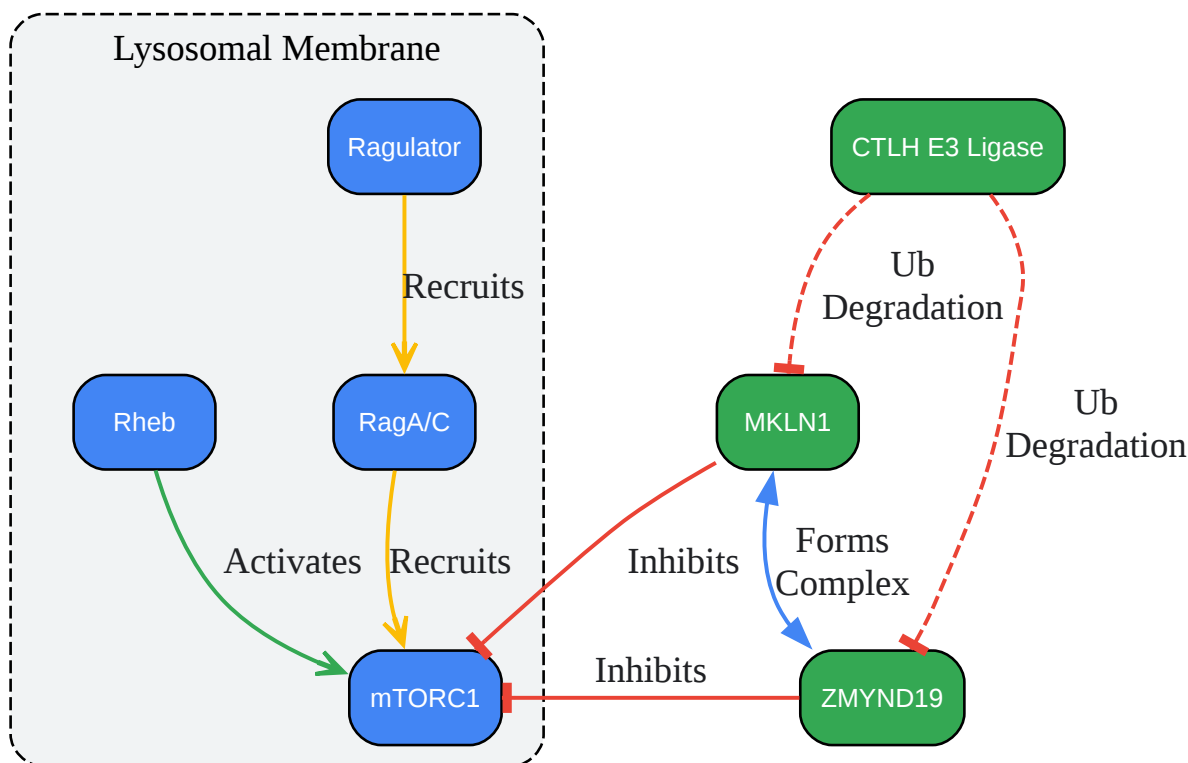 Lysosomal Membrane
Ragulator
CTLH E3 Ligase
Recruits
Ub
Degradation
Rheb
RagA/C
MKLN1
Ub
Degradation
Activates
Recruits
Inhibits
Forms
Complex
Inhibits
mTORC1
ZMYND19